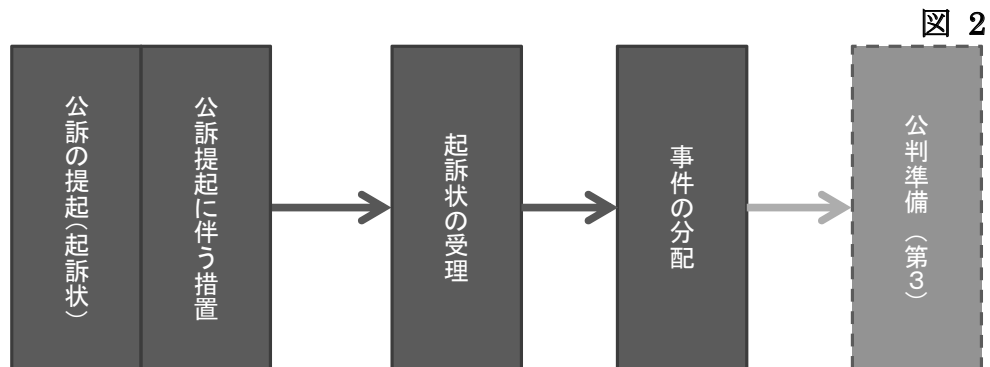 図 2
公訴の提起（起訴状）
公訴提起に伴う措置
起訴状の受理
事件の分配
公判準備（第３）